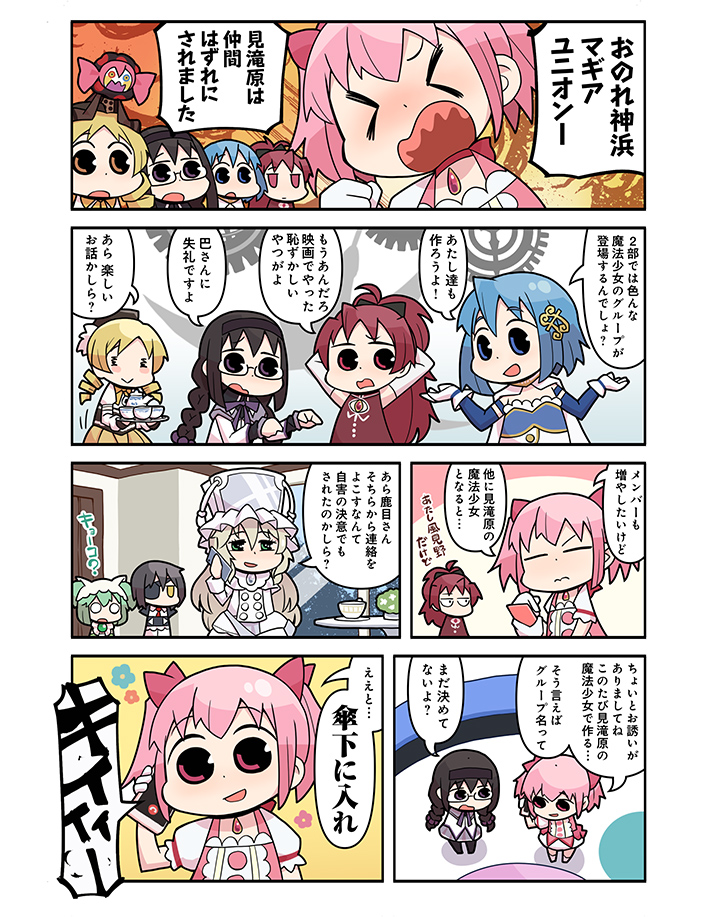 おのれ神浜
マギア
ユニオンー
見滝原は
仲間
はずれに
されました
2部では色んな
魔法少女のグループが
登場するんでしょ?
あたし達も
作ろうよ!
もうあんだろ
映画でやった
恥ずかしい
やつがよ
巴さんに
失礼ですよ
あら 楽しい
お話かしら?
メンバーも
増やしたいけど
他に見滝原の
魔法少女
となると…
あたし風見野
だけど
あら鹿目さん
そちらから連絡を
よこすなんて
自害の決意でも
されたのかしら?
キョーコ?
ちょいとお誘いが
ありましてね
このたび見滝原の
魔法少女で作る…
そう言えば
グループ名って
まだ決めて
ないよ?
ええと…
傘下に入れ
キイィィー